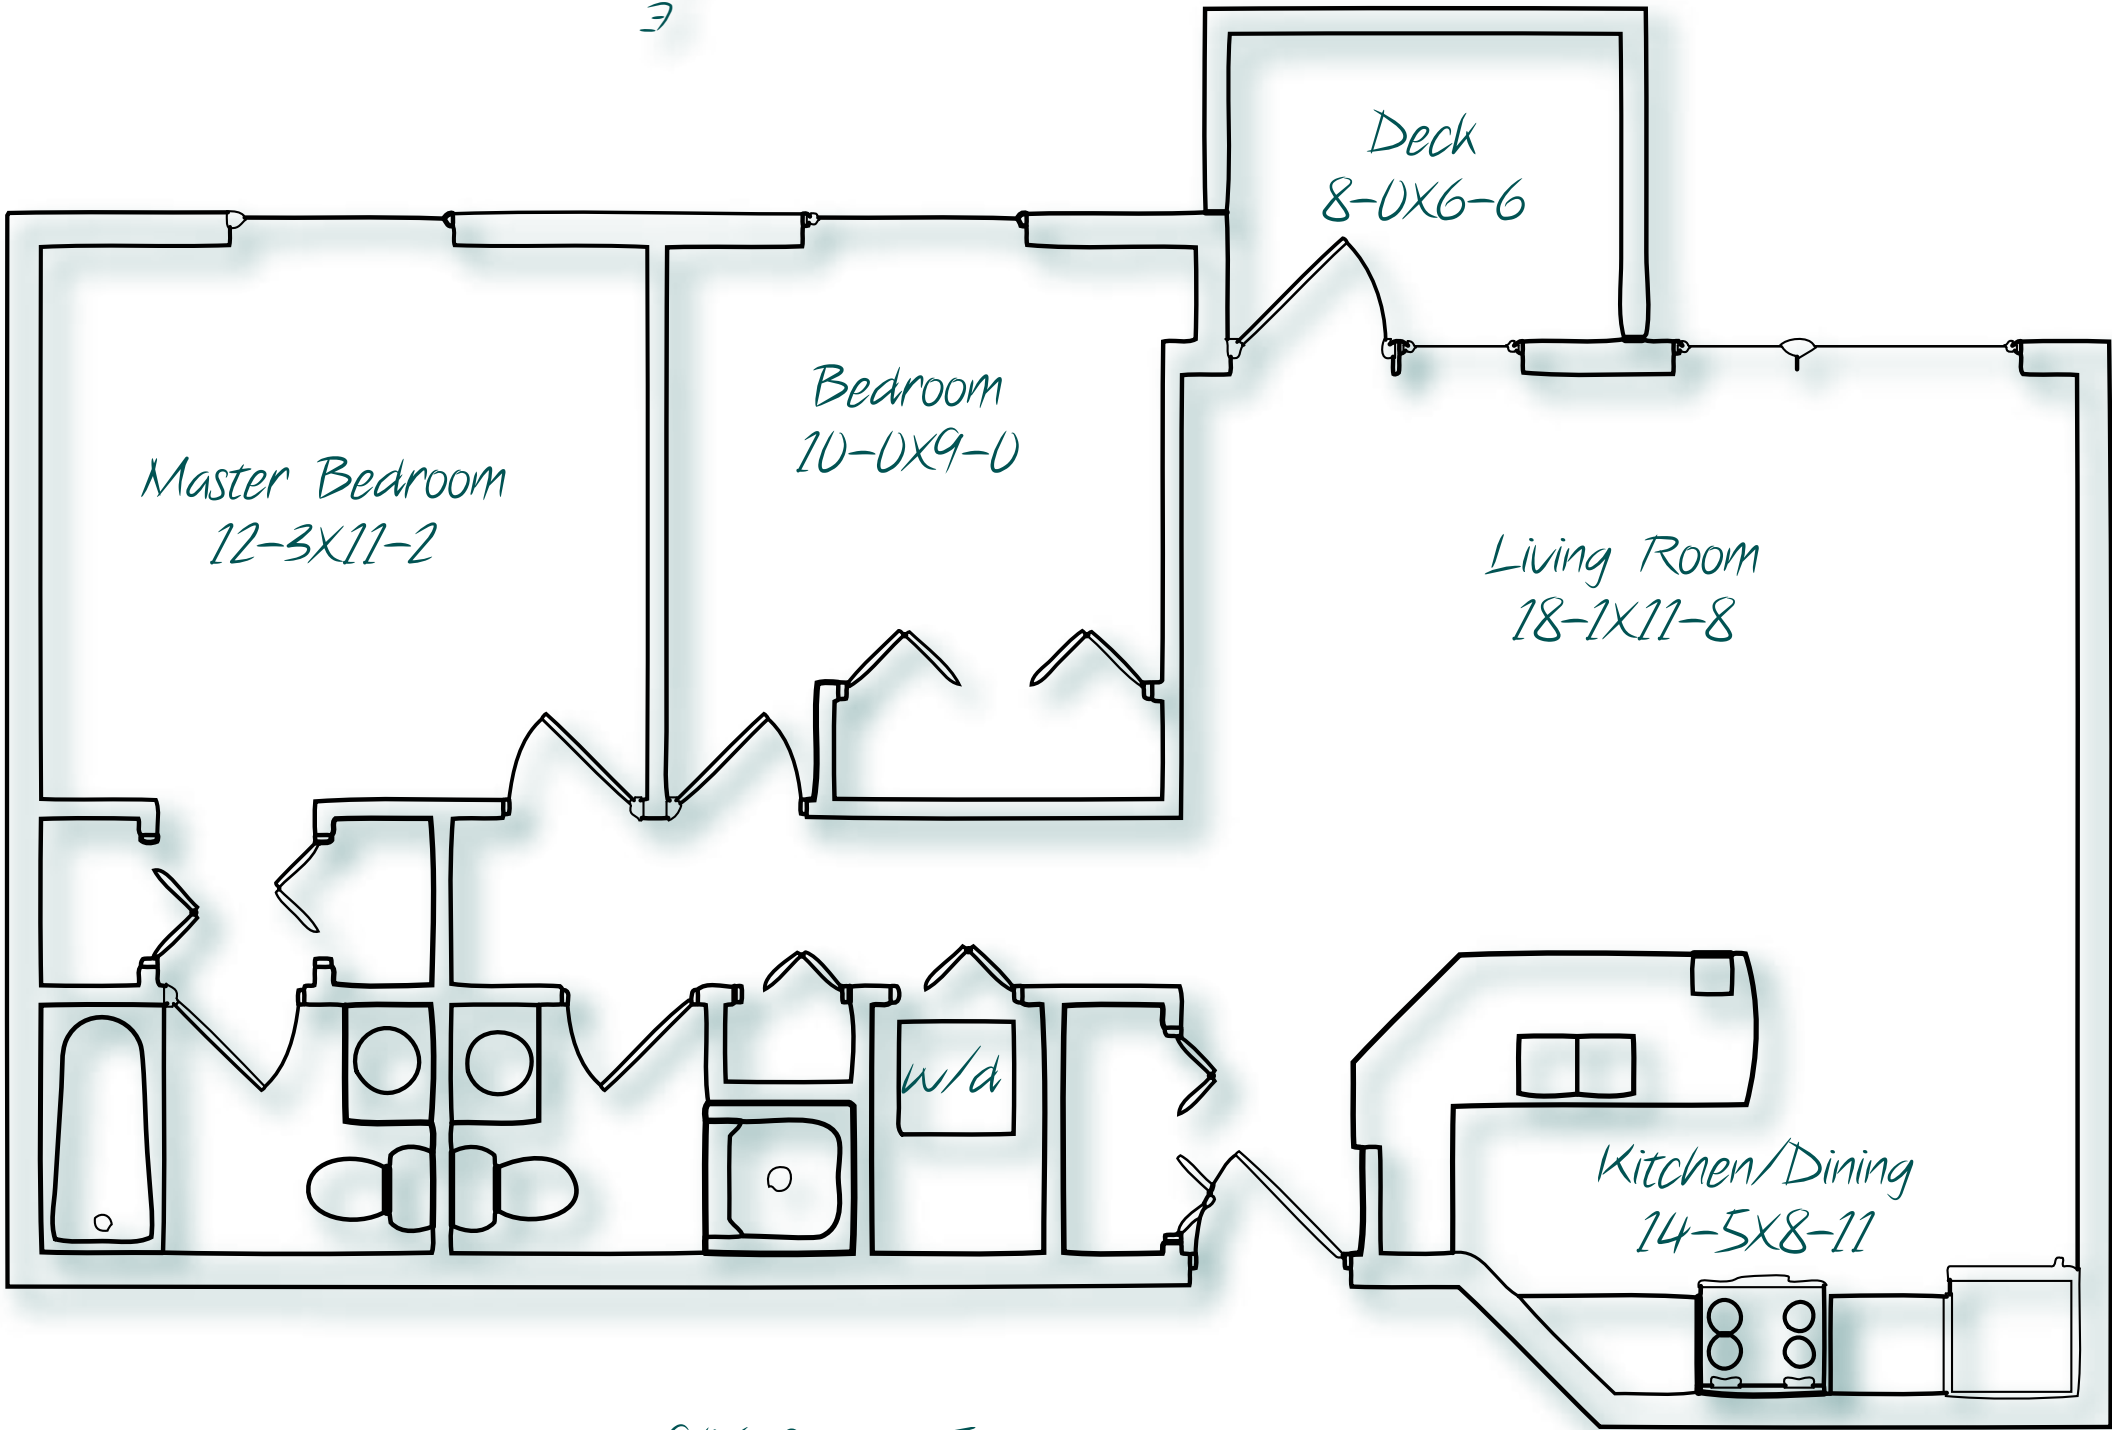 Deck
8-0X6-6
Bedroom
10-0X9-0
Master Bedroom
12-3X11-2
Living Room
18-1X11-8
w/d
Kitchen/Dining
14-5X8-11